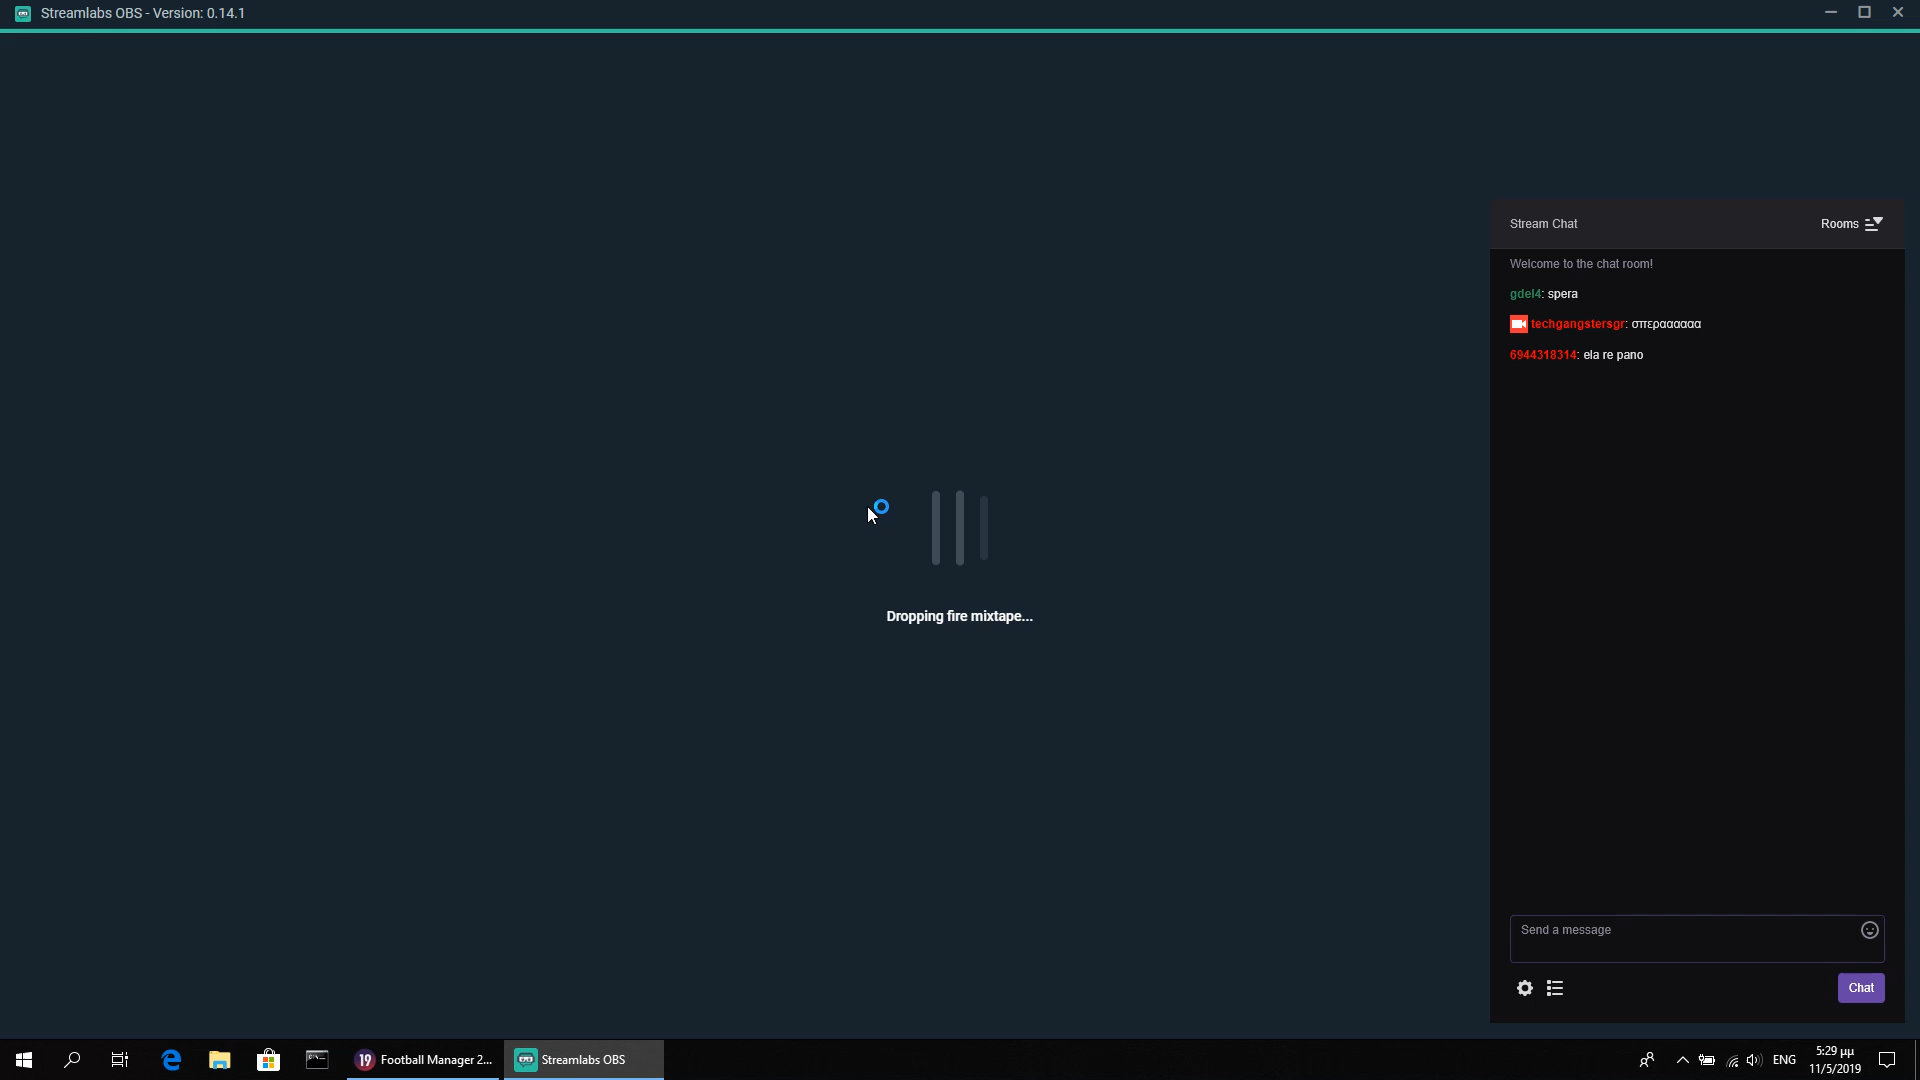 Streamlabs OBS - Version: 0.14.1
Stream Chat
Rooms
Welcome to the chat room!
gdel4: spera
techgangstersgr: σπερααααα
6944318314: ela re pano
Dropping fire mixtape...
Send a message
Chat
19 Football Manager 2...
Streamlabs OBS
ENG
5:29 μμ
11/5/2019